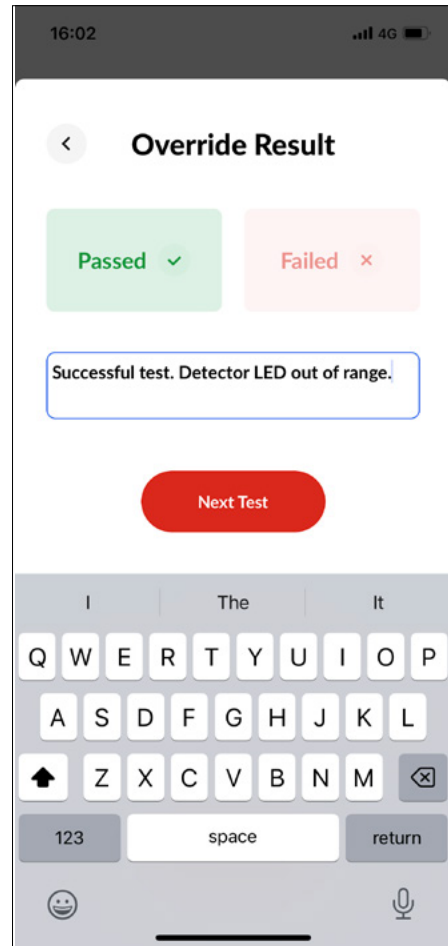 16:02 4G
Override Result
Passed Failed
Successful test. Detector LED out of range.
Next Test
I The It
Q W E R T Y U I O P
A S D F G H J K L
Z X C V B N M
123 space return